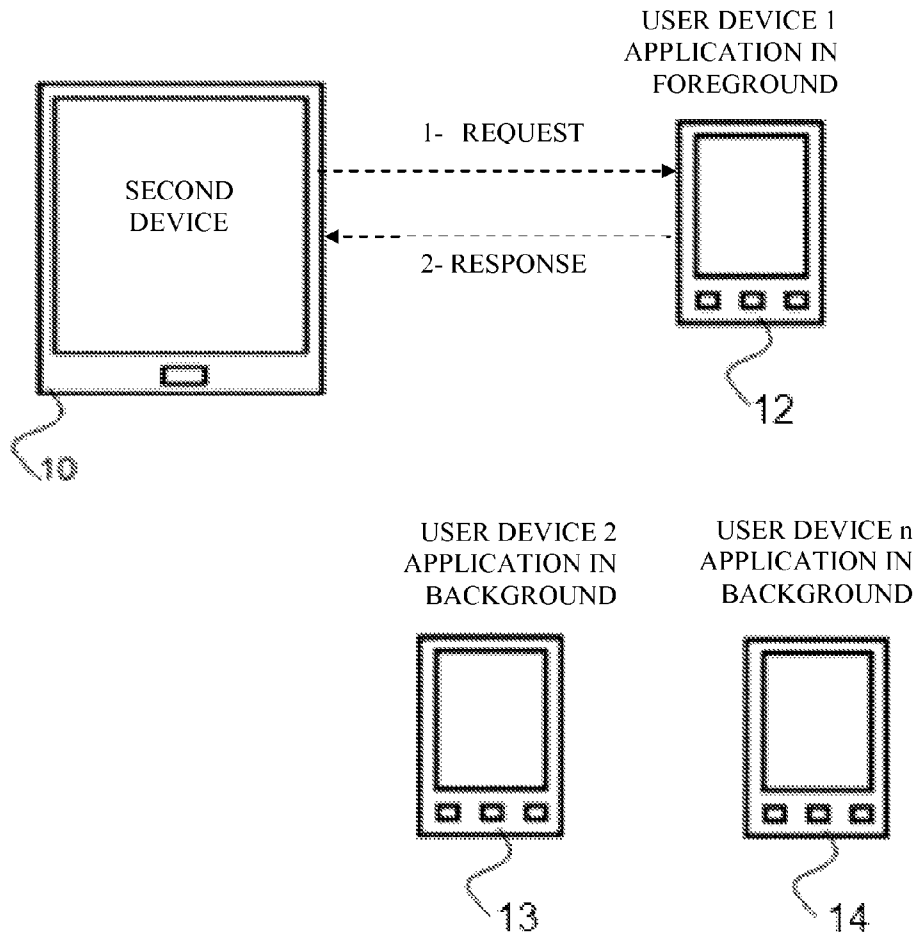 USER DEVICE 1
APPLICATION IN
FOREGROUND
1- REQUEST
SECOND
DEVICE
2- RESPONSE
12
10
USER DEVICE 2
APPLICATION IN
BACKGROUND
USER DEVICE n
APPLICATION IN
BACKGROUND
13
14